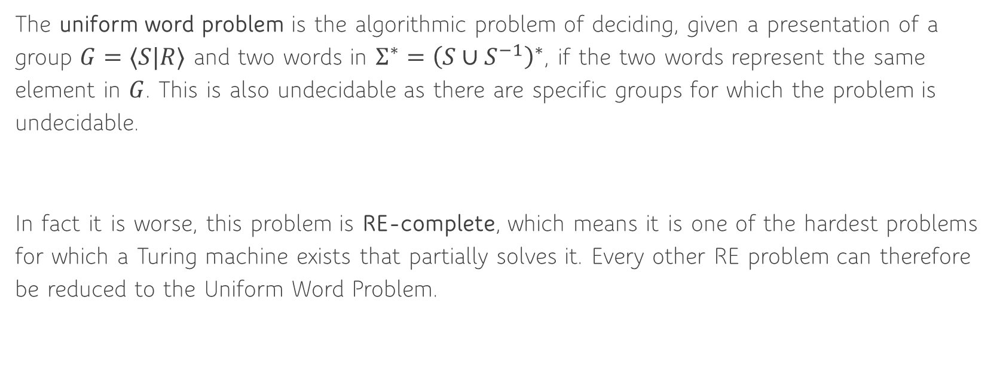 The uniform word problem is the algorithmic problem of deciding, given a presentation of a
group G = ⟨S|R⟩ and two words in Σ* = (S ∪ S⁻¹)*, if the two words represent the same
element in G. This is also undecidable as there are specific groups for which the problem is
undecidable.
In fact it is worse, this problem is RE-complete, which means it is one of the hardest problems
for which a Turing machine exists that partially solves it. Every other RE problem can therefore
be reduced to the Uniform Word Problem.